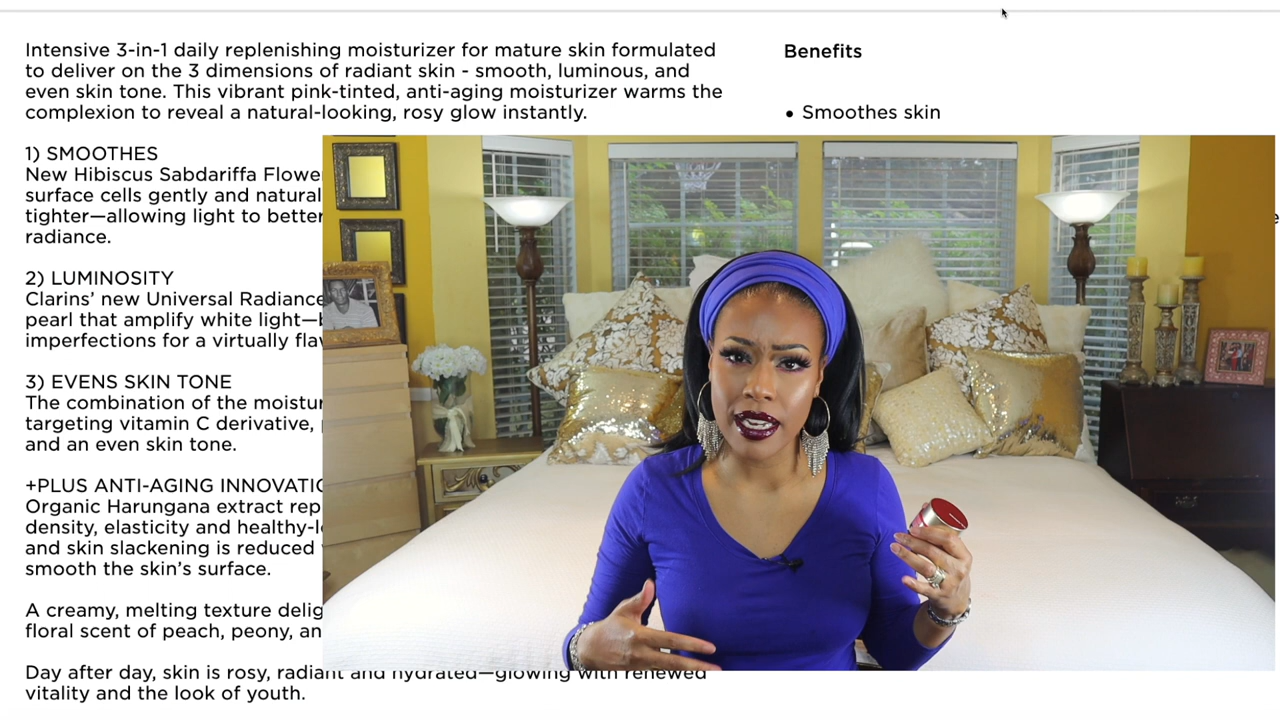 Intensive 3-in-1 daily replenishing moisturizer for mature skin formulated
to deliver on the 3 dimensions of radiant skin - smooth, luminous, and
even skin tone. This vibrant pink-tinted, anti-aging moisturizer warms the
complexion to reveal a natural-looking, rosy glow instantly.
1) SMOOTHES
New Hibiscus Sabdariffa
surface cells gently and
tighter—allowing light to better
radiance.
2) LUMINOSITY
Clarins’ new Universal Radiance
pearl that amplify white light—
imperfections for a virtually
3) EVENS SKIN TONE
The combination of the
targeting vitamin C derivative,
and an even skin tone.
+PLUS ANTI-AGING
Organic Harungana extract
density, elasticity and
and skin slackening is reduced
smooth the skin’s surface.
A creamy, melting texture
floral scent of peach, peony,
Day after day, skin is rosy, radiant and hydrated—glowing with renewed
vitality and the look of youth.
Benefits
• Smoothes skin